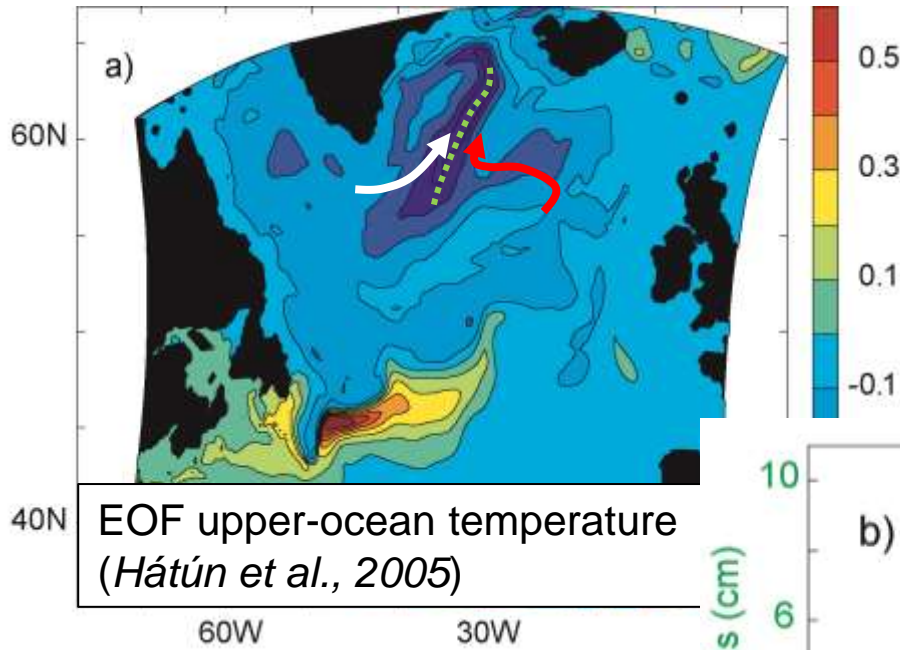 a)
0.5
60N
0.3
0.1
-0.1
10
b)
40N
EOF upper-ocean temperature
(Hátún et al., 2005)
s (cm)
6
60W
30W